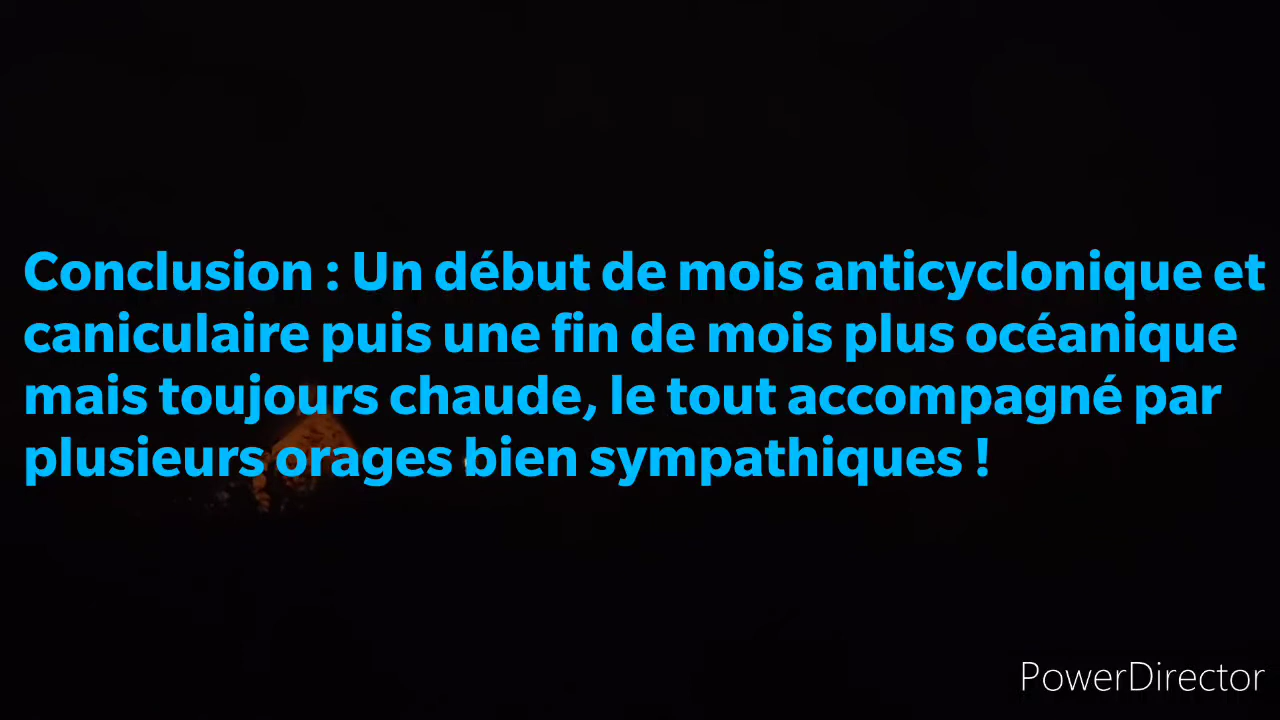 Conclusion : Un début de mois anticyclonique et
caniculaire puis une fin de mois plus océanique
mais toujours chaude, le tout accompagné par
plusieurs orages bien sympathiques !
PowerDirector